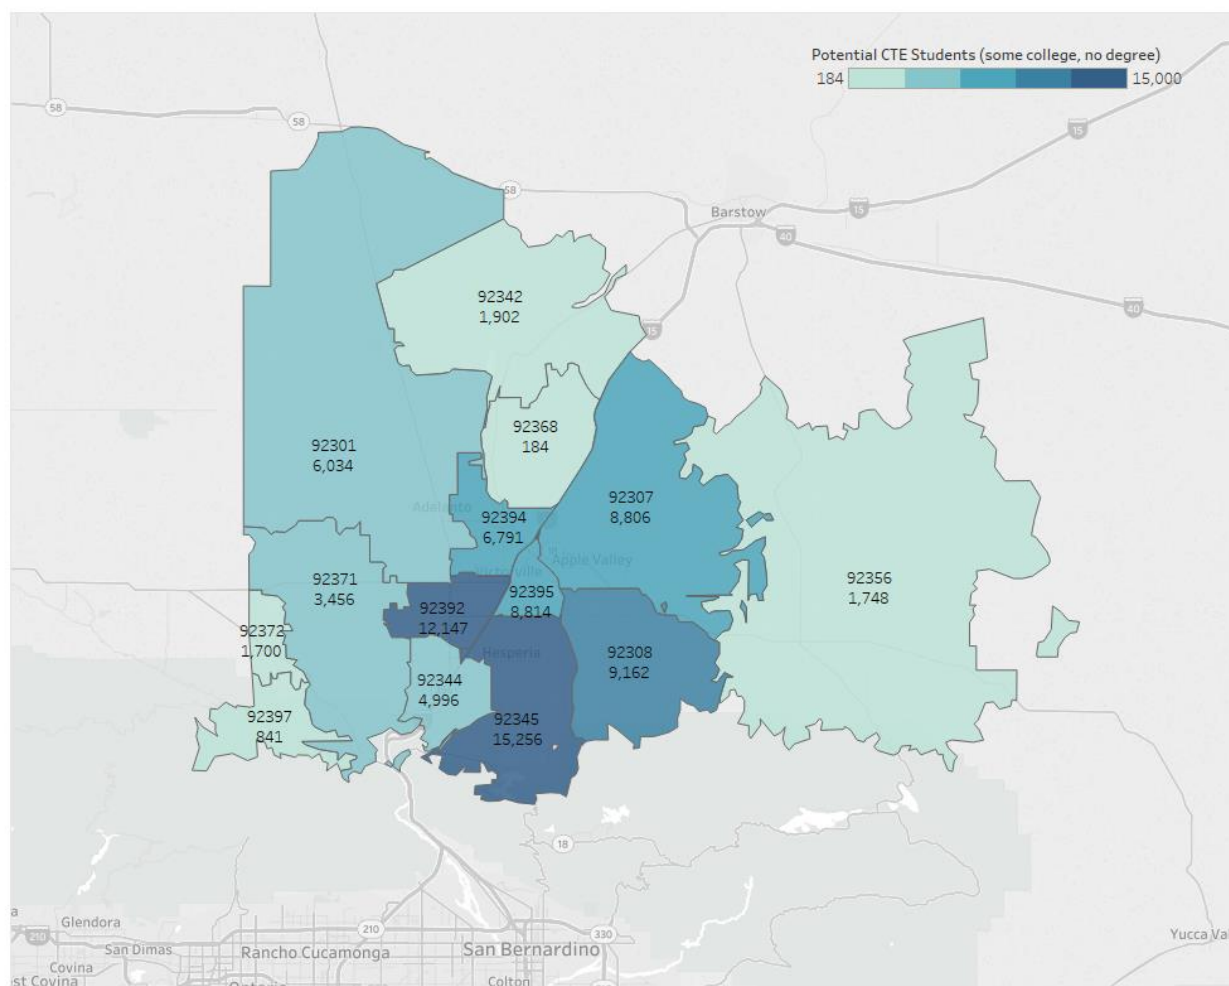 Potential CTE Students (some college, no degree)
184 15,000
58
58
15
58
Barstow
15
40
92342
1,902
40
15
92368
184
92301
6,034
92307
8,806
Adelanto
92394
6,791
Apple Valley
Victorville
92371
3,456
92395
8,814
92356
1,748
92392
12,147
92372
1,700
Hesperia
92308
9,162
92344
4,996
92397
841
92345
15,256
18
a
Glendora
210
210
330
San Dimas
Rancho Cucamonga
San Bernardino
Yucca Val
Covina
st Covina
Ontario
Colton